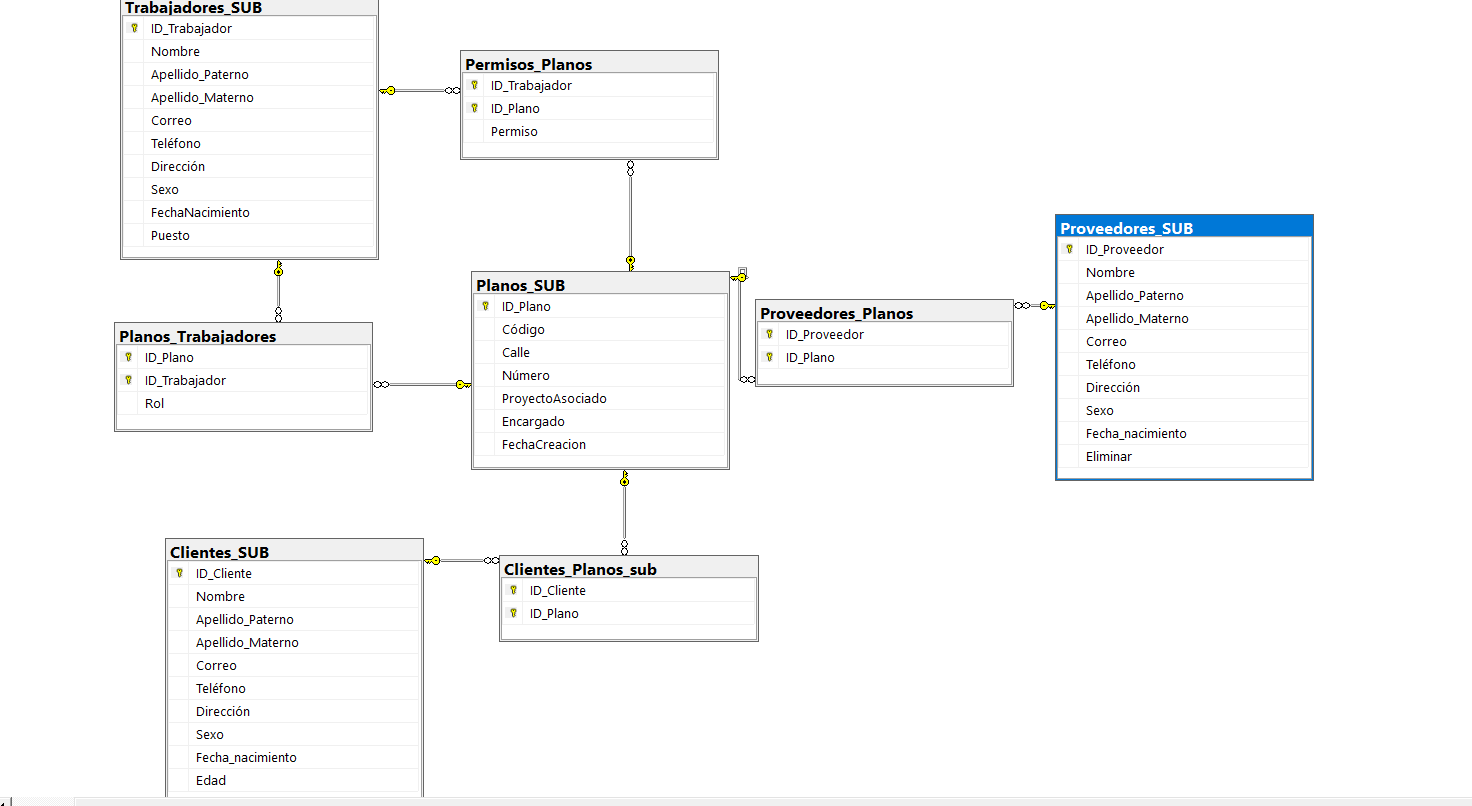 Trabajadores_SUB
ID_Trabajador
Nombre
Apellido_Paterno
Apellido_Materno
Correo
Teléfono
Dirección
Sexo
FechaNacimiento
Puesto
Permisos_Planos
ID_Trabajador
ID_Plano
Permiso
Planos_Trabajadores
ID_Plano
ID_Trabajador
Rol
Planos_SUB
ID_Plano
Código
Calle
Número
ProyectoAsociado
Encargado
FechaCreacion
Proveedores_Planos
ID_Proveedor
ID_Plano
Proveedores_SUB
ID_Proveedor
Nombre
Apellido_Paterno
Apellido_Materno
Correo
Teléfono
Dirección
Sexo
Fecha_nacimiento
Eliminar
Clientes_SUB
ID_Cliente
Nombre
Apellido_Paterno
Apellido_Materno
Correo
Teléfono
Dirección
Sexo
Fecha_nacimiento
Edad
Clientes_Planos_sub
ID_Cliente
ID_Plano